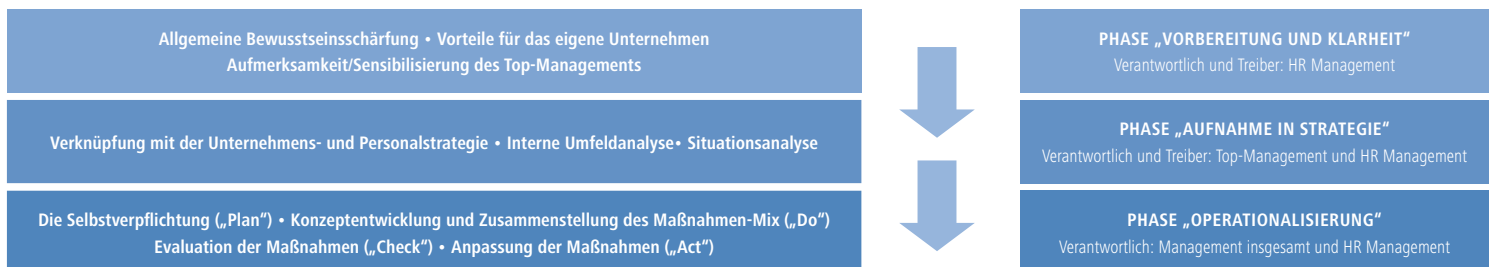 Allgemeine Bewusstseinsschärfung • Vorteile für das eigene Unternehmen
Aufmerksamkeit/Sensibilisierung des Top-Managements
PHASE „VORBEREITUNG UND KLARHEIT“
Verantwortlich und Treiber: HR Management
Verknüpfung mit der Unternehmens- und Personalstrategie • Interne Umfeldanalyse• Situationsanalyse
PHASE „AUFNAHME IN STRATEGIE“
Verantwortlich und Treiber: Top-Management und HR Management
Die Selbstverpflichtung („Plan“) • Konzeptentwicklung und Zusammenstellung des Maßnahmen-Mix („Do“)
Evaluation der Maßnahmen („Check“) • Anpassung der Maßnahmen („Act“)
PHASE „OPERATIONALISIERUNG“
Verantwortlich: Management insgesamt und HR Management